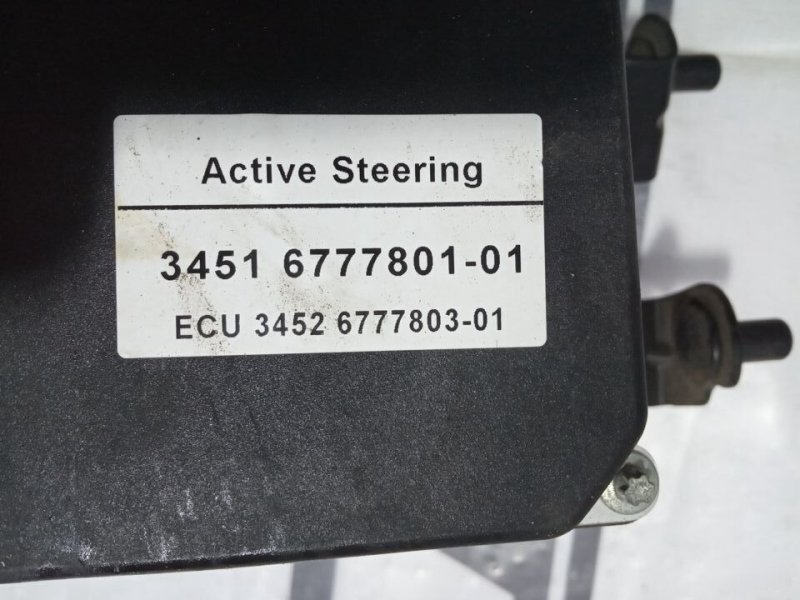 Active Steering
3451 6777801-01
ECU 3452 6777803-01